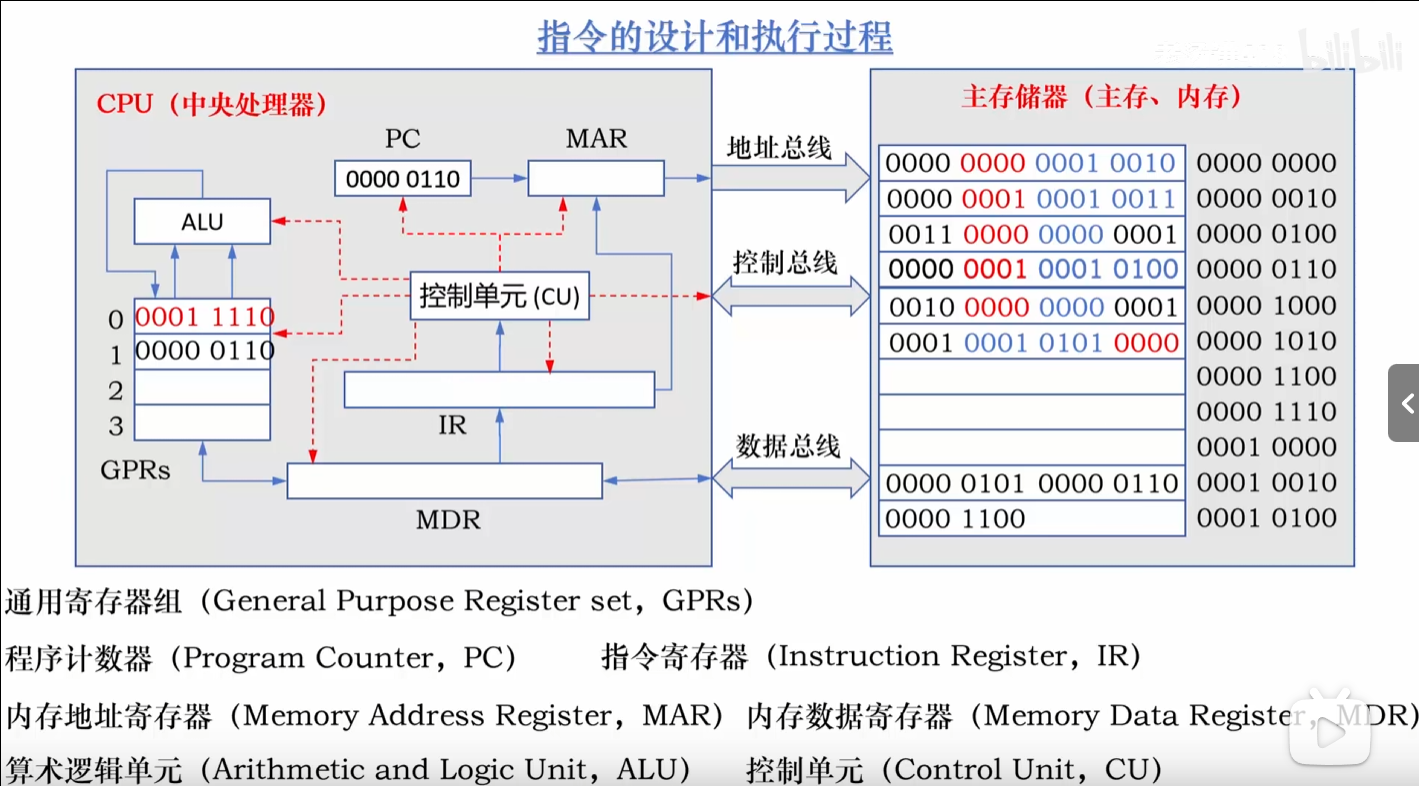 指令的设计和执行过程
bilibili
CPU（中央处理器）
PC
MAR
0000 0110
ALU
控制单元 (CU)
0 0001 1110
1 0000 0110
2
3
GPRs
IR
MDR
地址总线
控制总线
数据总线
主存储器（主存、内存）
0000 0000 0001 0010 0000 0000
0000 0001 0001 0011 0000 0010
0011 0000 0000 0001 0000 0100
0000 0001 0001 0100 0000 0110
0010 0000 0000 0001 0000 1000
0001 0001 0101 0000 0000 1010
0000 1100
0000 1110
0001 0000
0000 0101 0000 0110 0001 0010
0000 1100 0001 0100
通用寄存器组（General Purpose Register set，GPRs）
程序计数器（Program Counter，PC） 指令寄存器（Instruction Register，IR）
内存地址寄存器（Memory Address Register，MAR） 内存数据寄存器（Memory Data Register，MDR）
算术逻辑单元（Arithmetic and Logic Unit，ALU） 控制单元（Control Unit，CU）